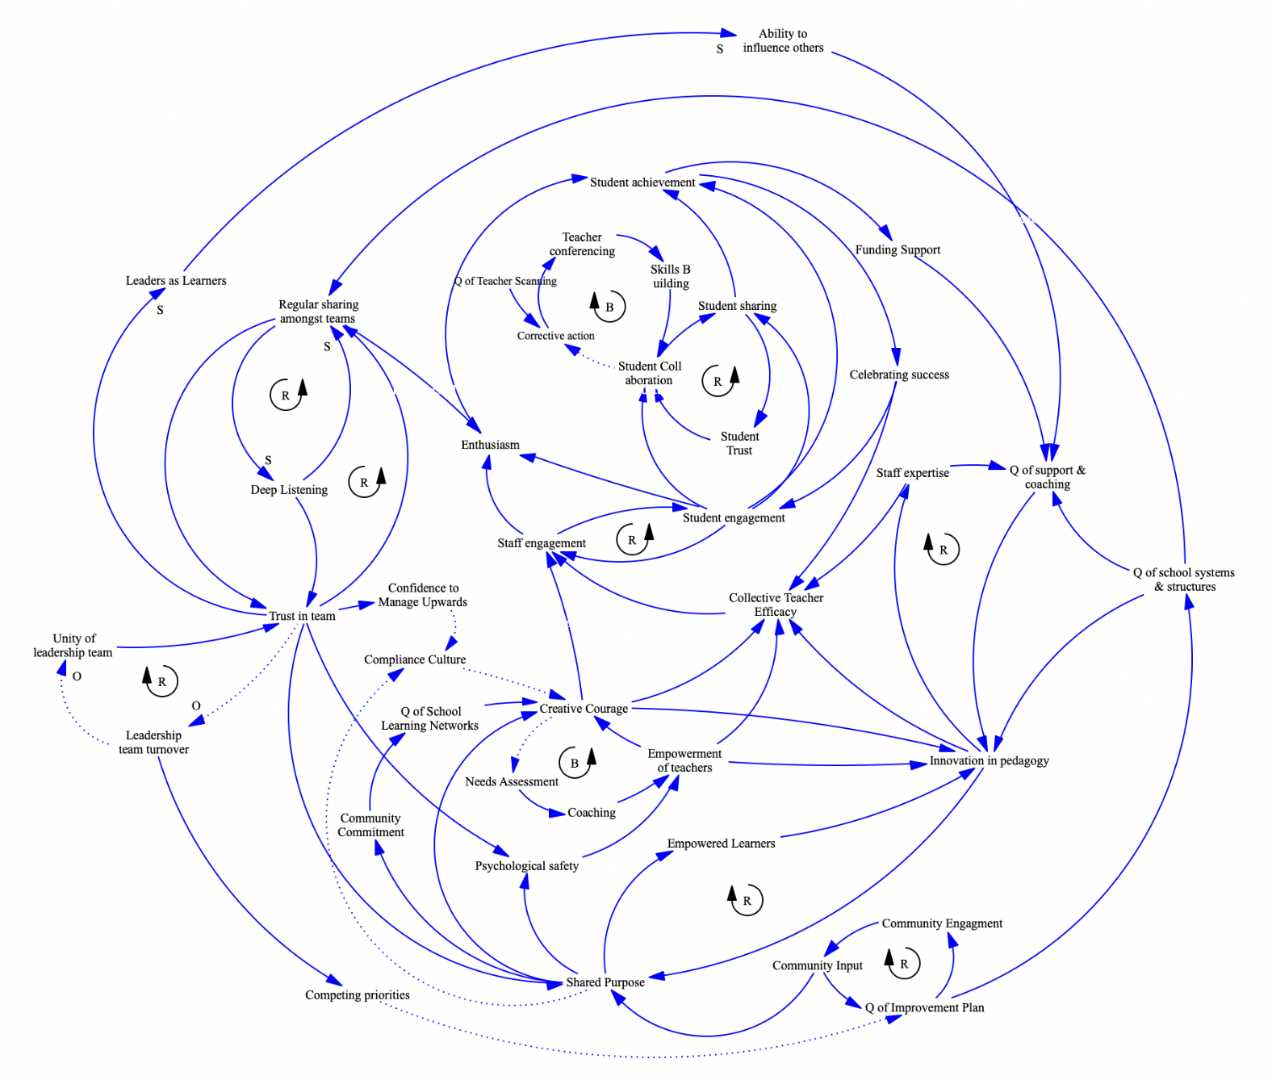 Ability to
influence others
S
Student achievement
Teacher
conferencing
Funding Support
Skills B
uilding
Leaders as Learners
Q of Teacher Scanning
S
Regular sharing
amongst teams
Student sharing
B
Corrective action
S
Student Coll
aboration
Celebrating success
R
R
Student
Trust
Enthusiasm
S
Deep Listening
R
Staff expertise
Q of support &
coaching
Student engagement
Staff engagement
R
R
Q of school systems
& structures
Confidence to
Manage Upwards
Collective Teacher
Efficacy
Trust in team
Unity of
leadership team
Compliance Culture
O
R
O
Q of School
Learning Networks
Creative Courage
Leadership
team turnover
Empowerment
of teachers
B
Innovation in pedagogy
Needs Assessment
Coaching
Community
Commitment
Empowered Learners
Psychological safety
R
Community Engagment
Community Input
R
Shared Purpose
Competing priorities
Q of Improvement Plan